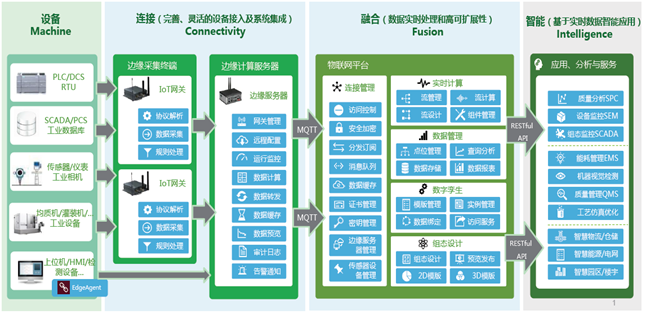 设备
Machine
连接（完善、灵活的设备接入及系统集成）
Connectivity
融合（数据实时处理和高可扩展性）
Fusion
智能（基于实时数据智能应用）
Intelligence
PLC/DCS
RTU
SCADA/PCS
工业数据库
传感器/仪表
工业相机
均质机/灌装机/...
工业设备
上位机/HMI/检
测设备...
EdgeAgent
边缘采集终端
IoT网关
协议解析
数据采集
规则处理
IoT网关
协议解析
数据采集
规则处理
边缘计算服务器
边缘服务器
网关管理
远程配置
运行监控
数据计算
数据转发
数据缓存
数据预览
审计日志
告警通知
MQTT
MQTT
物联网平台
连接管理
访问控制
安全加密
分发订阅
消息队列
数据缓存
证书管理
密钥管理
边缘服务
器管理
传感器设
备管理
实时计算
流管理
流计算
流设计
组件管理
数据管理
点位管理
查询分析
数据存储
数据报表
数字孪生
模版管理
实例管理
数据绑定
访问服务
组态设计
组态设计
预览发布
2D模版
3D模版
RESTful
API
RESTful
API
应用、分析与服务
质量分析SPC
设备监控SEM
组态监控SCADA
能耗管理EMS
机器视觉检测
质量管理QMS
工艺仿真优化
智慧物流/仓储
智慧能源/电网
智慧园区/楼宇
1